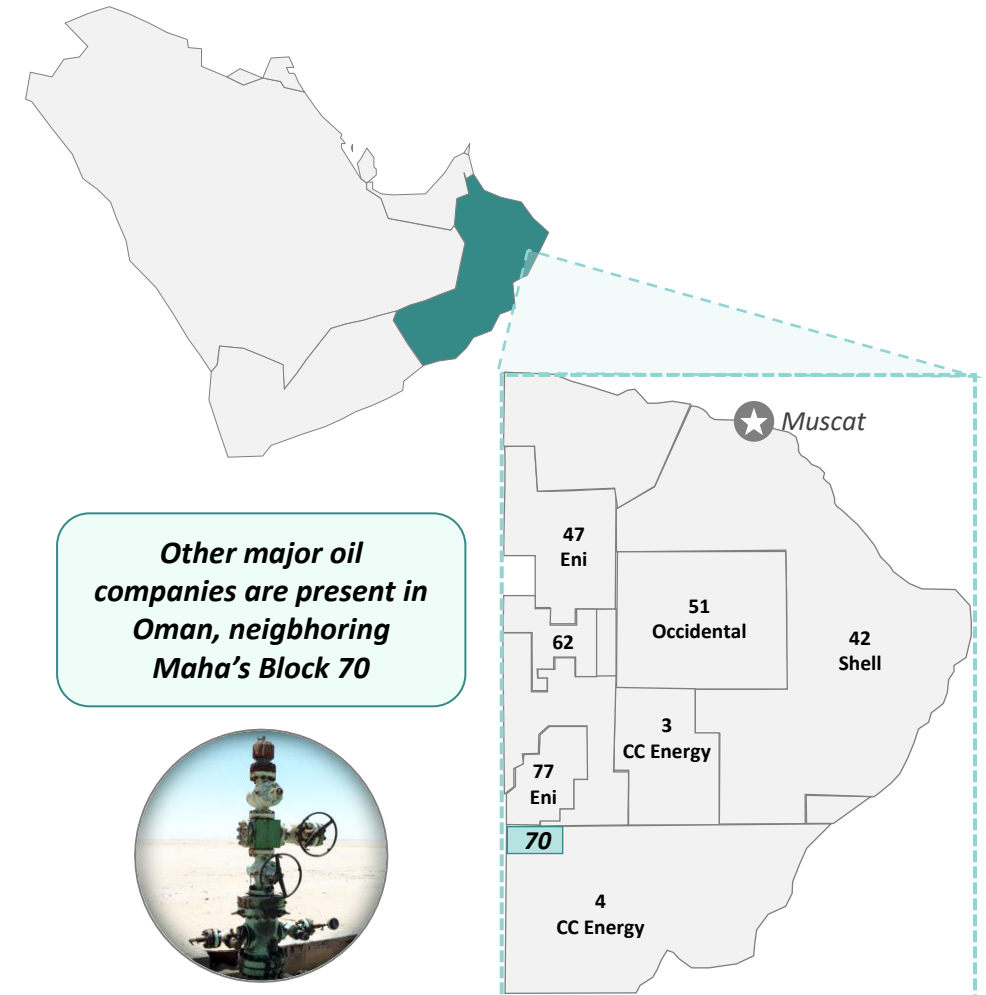 Muscat
47
Eni
51
Occidental
62
42
Shell
3
CC Energy
77
Eni
70
4
CC Energy
Other major oil
companies are present in
Oman, neigbhoring
Maha’s Block 70